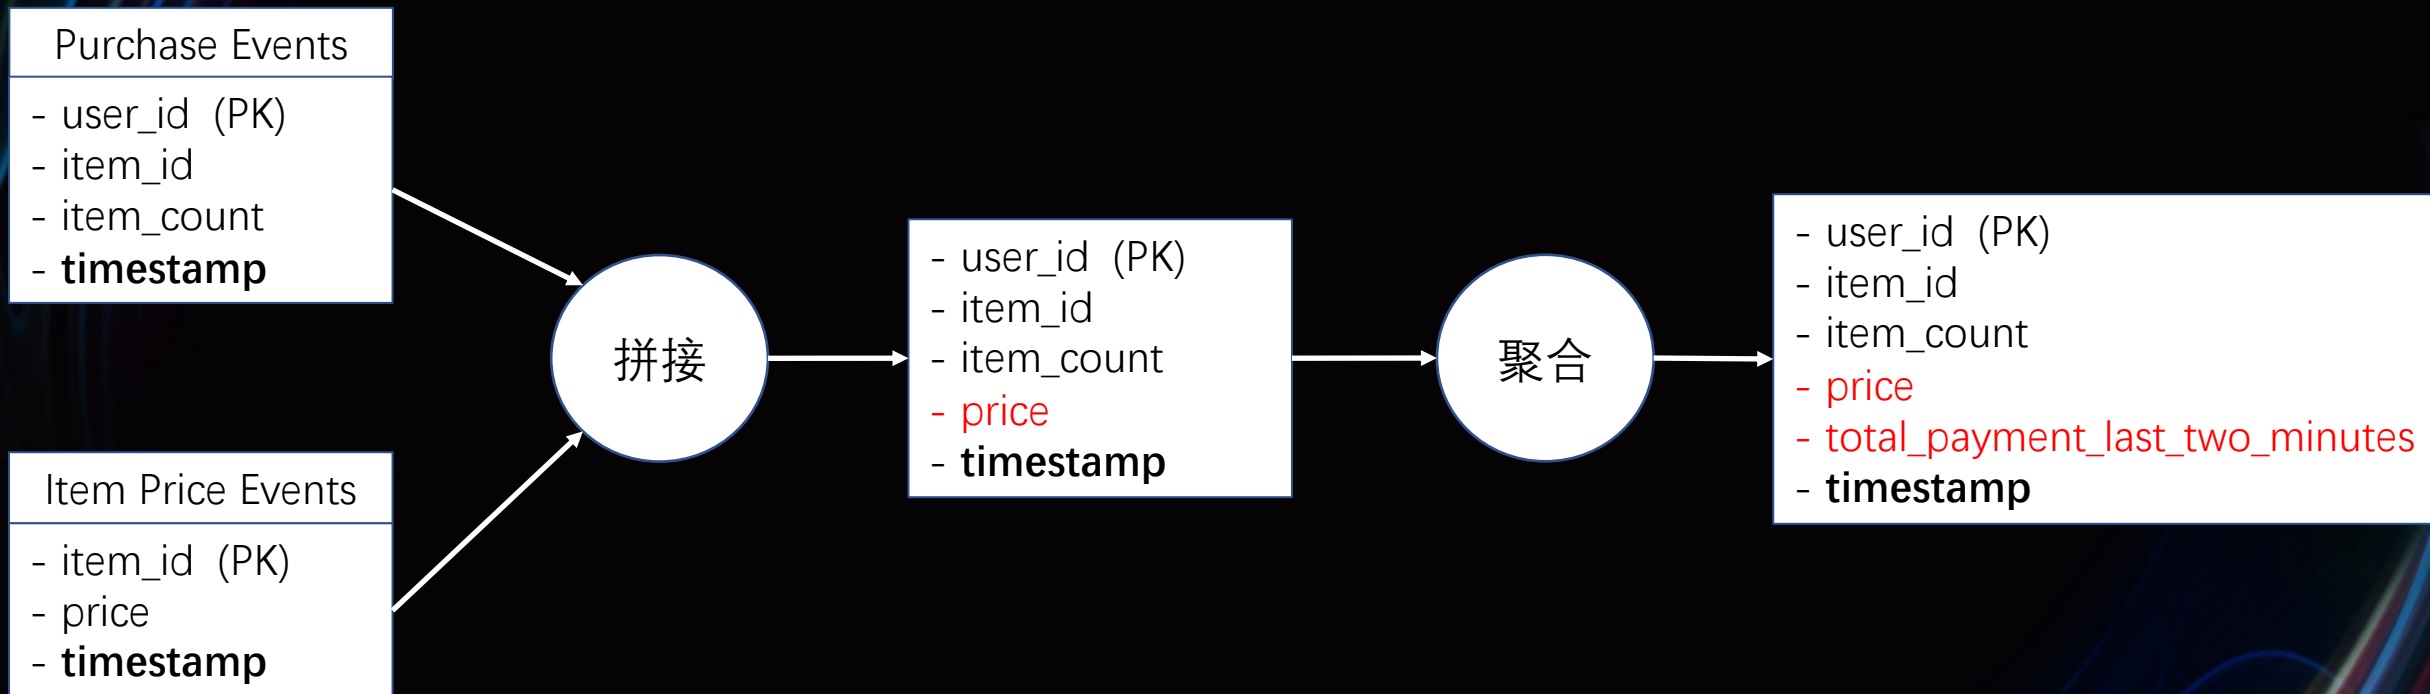 Purchase Events
- user_id (PK)
- item_id
- item_count
- timestamp
Item Price Events
- item_id (PK)
- price
- timestamp
拼接
- user_id (PK)
- item_id
- item_count
- price
- timestamp
聚合
- user_id (PK)
- item_id
- item_count
- price
- total_payment_last_two_minutes
- timestamp